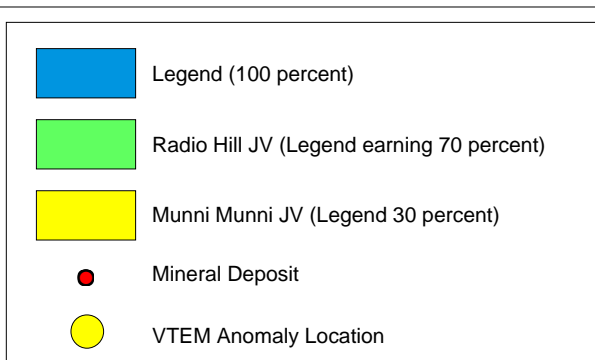 Legend (100 percent)
Radio Hill JV (Legend earning 70 percent)
Munni Munni JV (Legend 30 percent)
Mineral Deposit
VTEM Anomaly Location